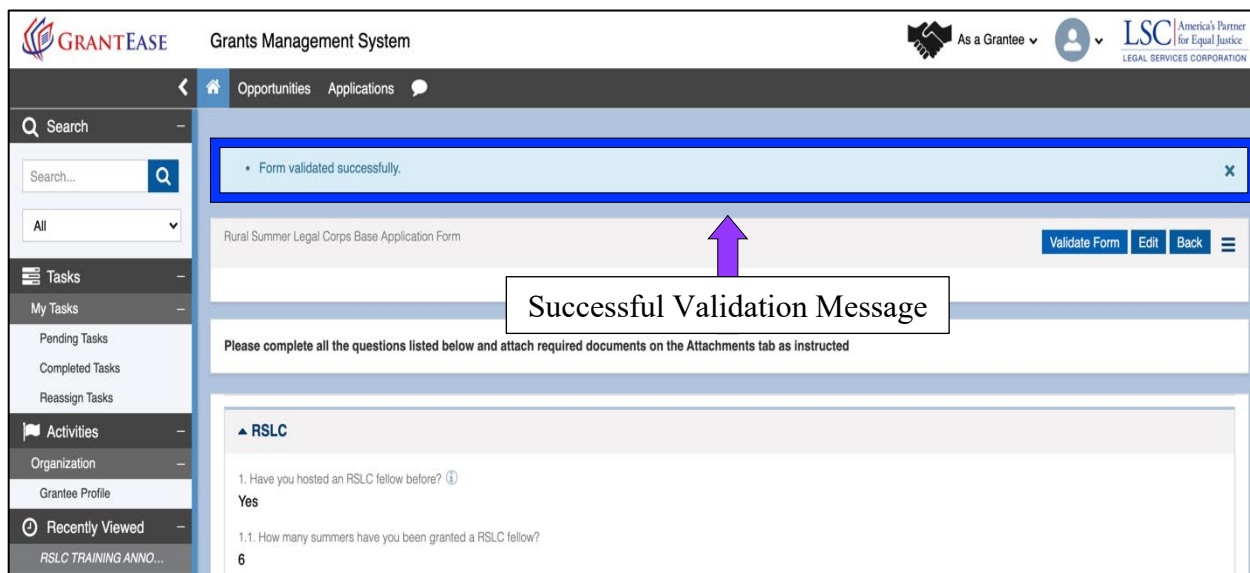 GRANTEASE
Grants Management System
As a Grantee
LSC America's Partner
for Equal Justice
LEGAL SERVICES CORPORATION
Opportunities Applications
Search
Search...
All
Tasks
My Tasks
Pending Tasks
Completed Tasks
Reassign Tasks
Activities
Organization
Grantee Profile
Recently Viewed
RSLC TRAINING ANNO...
• Form validated successfully.
x
Rural Summer Legal Corps Base Application Form
Validate Form Edit Back
Successful Validation Message
Please complete all the questions listed below and attach required documents on the Attachments tab as instructed
RSLC
1. Have you hosted an RSLC fellow before?
Yes
1.1. How many summers have you been granted a RSLC fellow?
6